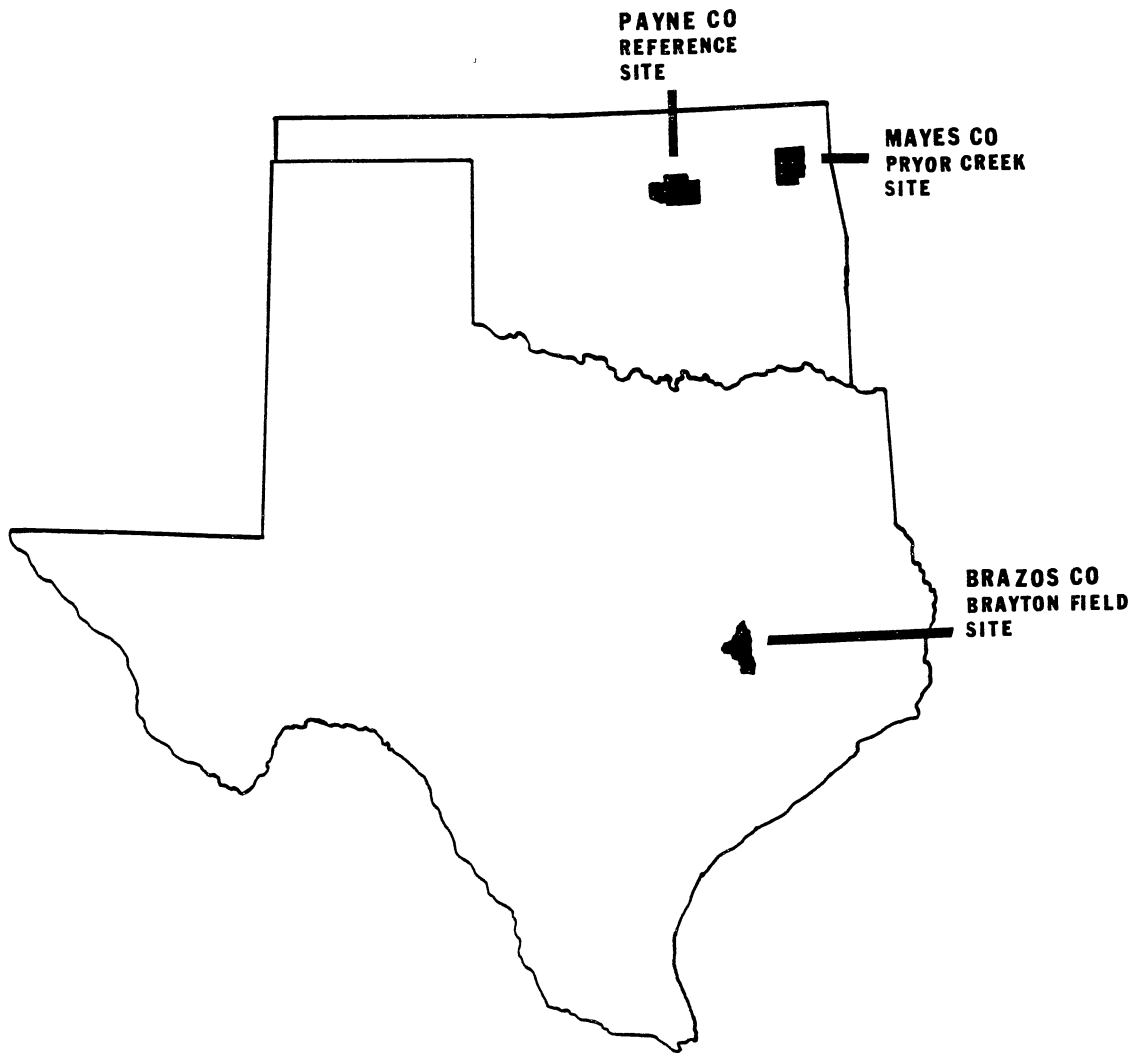 PAYNE CO
REFERENCE
SITE
MAYES CO
PRYOR CREEK
SITE
BRAZOS CO
BRAYTON FIELD
SITE